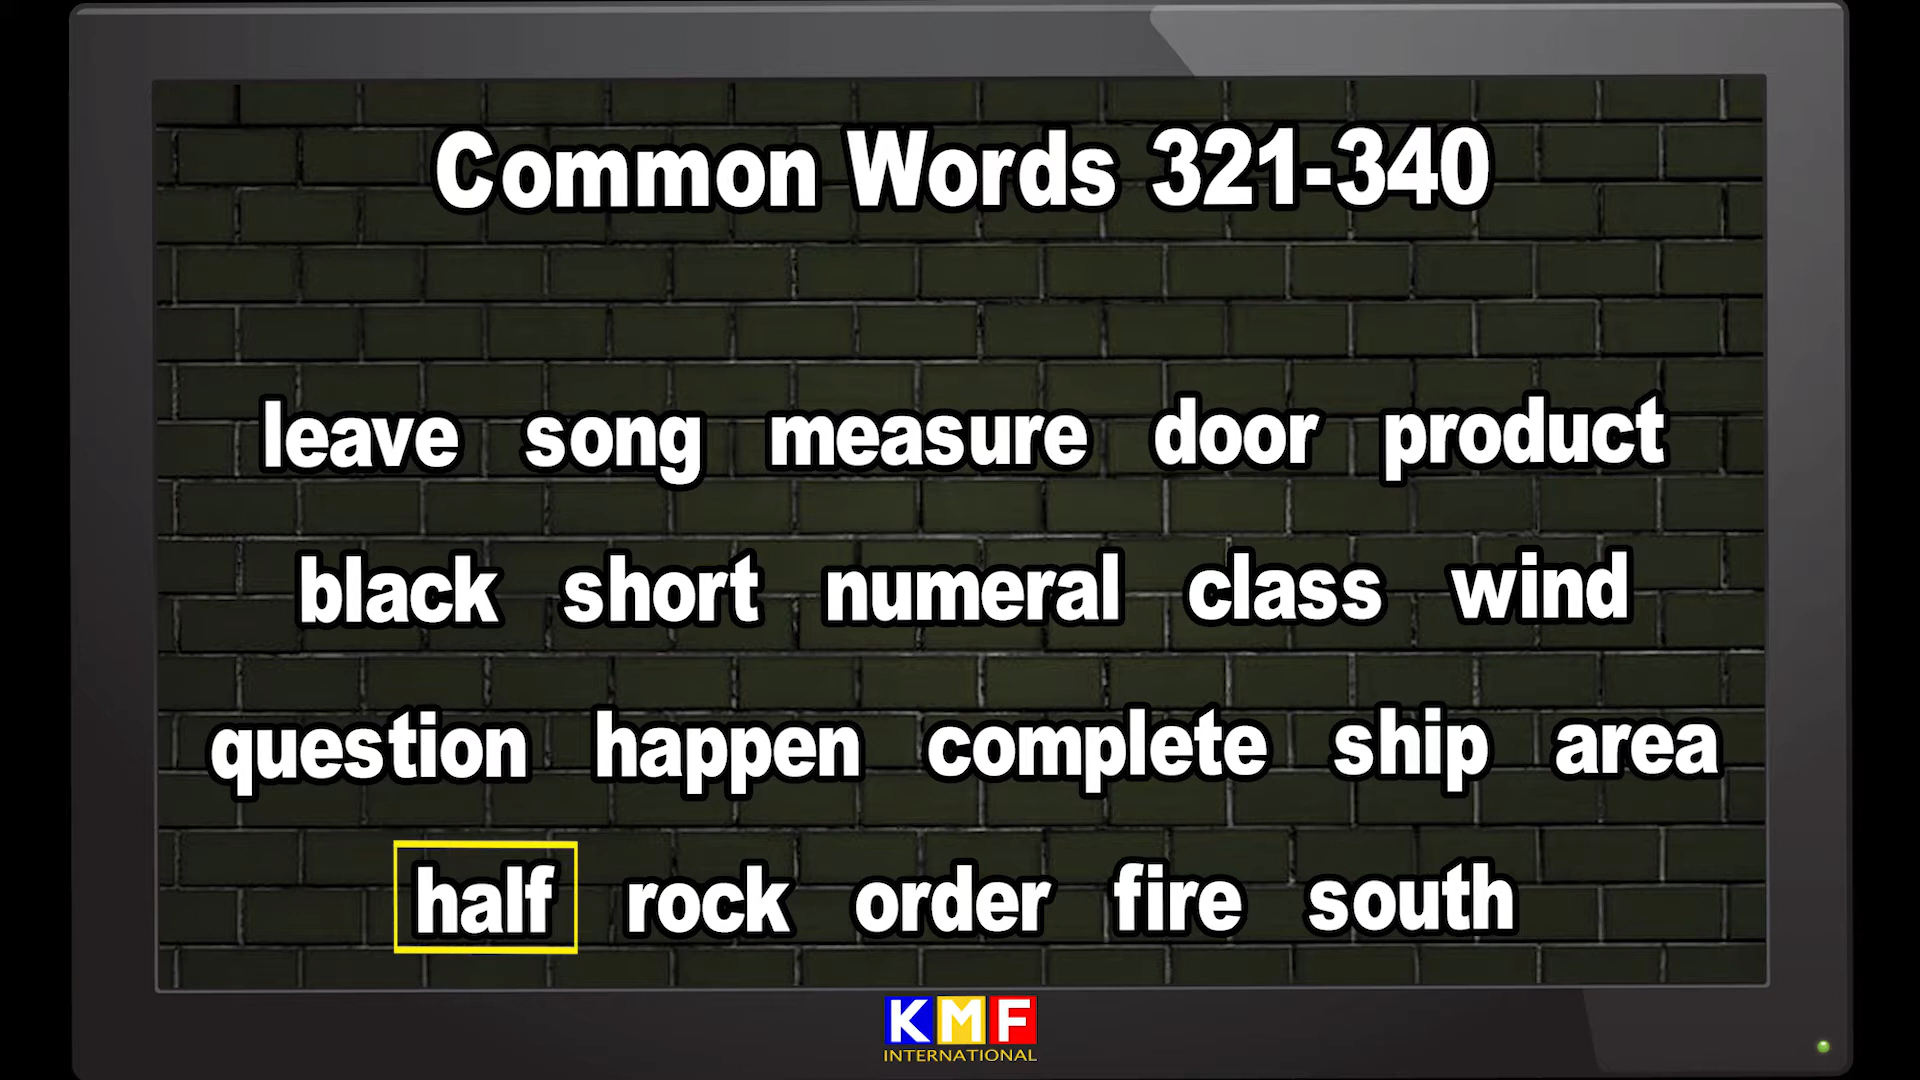 Common Words 321-340
leave song measure door product
black short numeral class wind
question happen complete ship area
half rock order fire south
KMF
INTERNATIONAL